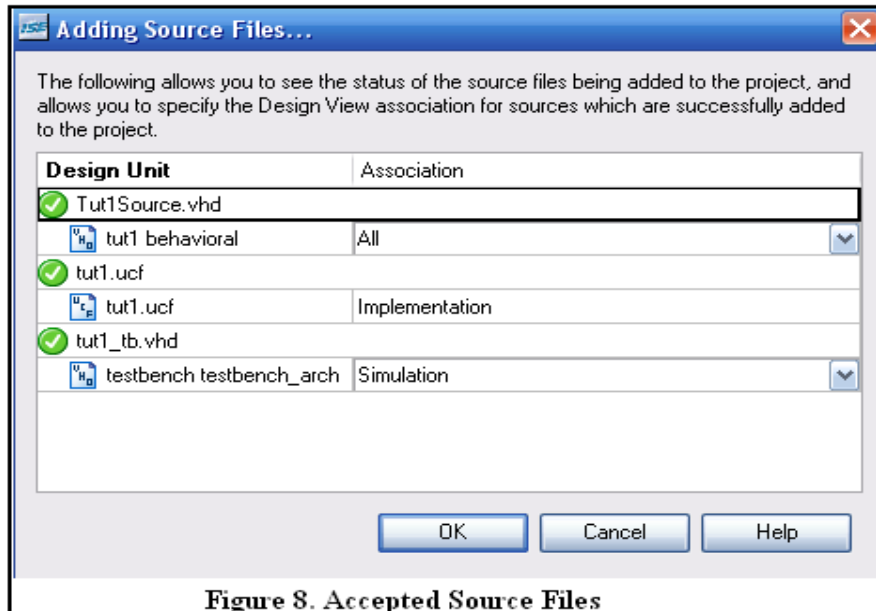 Adding Source Files...
The following allows you to see the status of the source files being added to the project, and
allows you to specify the Design View association for sources which are successfully added
to the project.
Design Unit Association
Tut1Source.vhd
tut1 behavioral All
tut1.ucf
tut1.ucf Implementation
tut1_tb.vhd
testbench testbench_arch Simulation
OK Cancel Help
Figure 8. Accepted Source Files